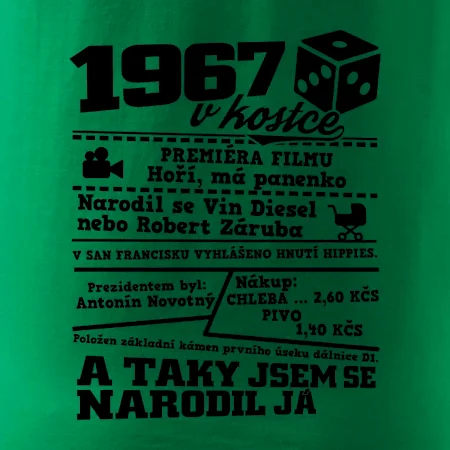 1967
v kostce
PREMIÉRA FILMU
Hoří, má panenko
Narodil se Vin Diesel
nebo Robert Záruba
V SAN FRANCISKU VYHLÁŠENO HNUTÍ HIPPIES.
Prezidentem byl:
Antonín Novotný
Nákup:
CHLEBA ... 2,60 KČS
PIVO
1,40 KČS
Položen základní kámen prvního úseku dálnice D1.
A TAKY JSEM SE
NARODIL JÁ